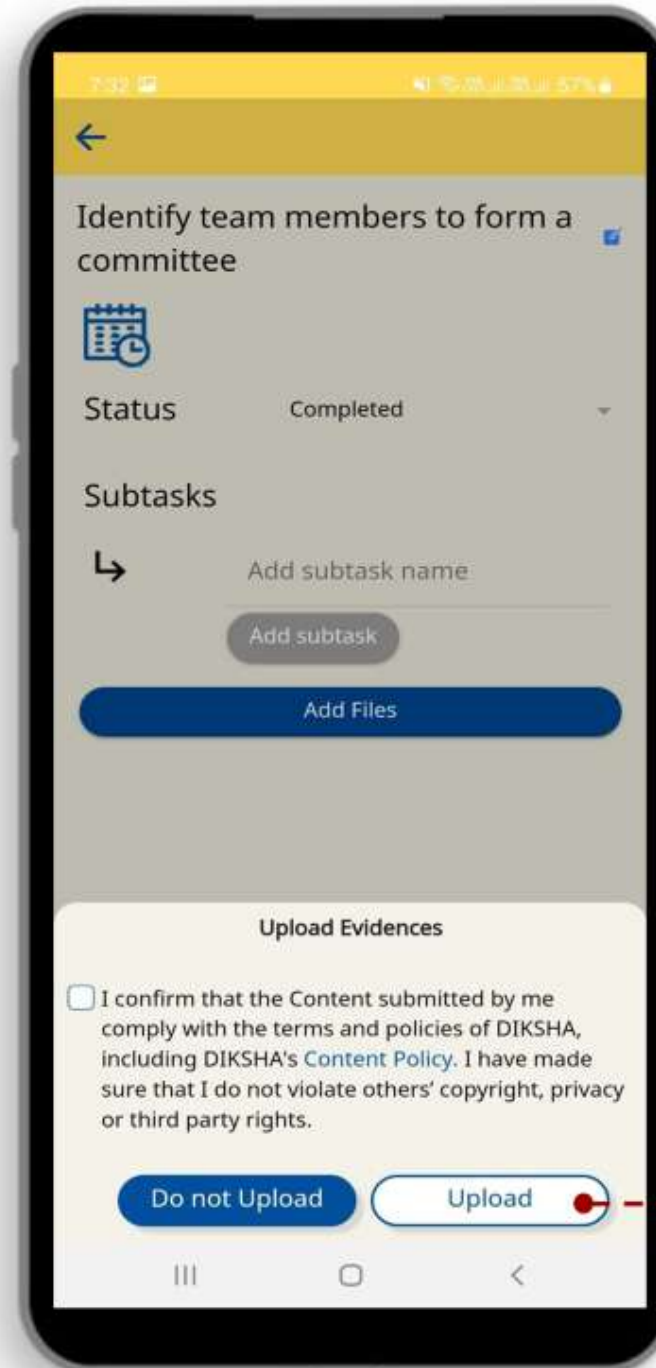 7:32
57%
Identify team members to form a
committee
Status Completed
Subtasks
Add subtask name
Add subtask
Add Files
Upload Evidences
I confirm that the Content submitted by me
comply with the terms and policies of DIKSHA,
including DIKSHA's Content Policy. I have made
sure that I do not violate others’ copyright, privacy
or third party rights.
Do not Upload Upload